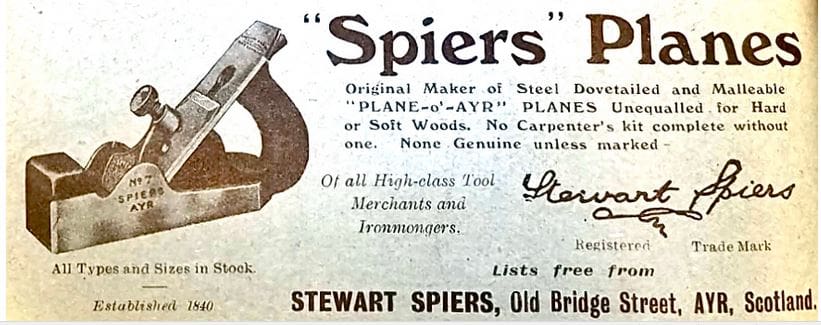 "Spiers" Planes
Original Maker of Steel Dovetailed and Malleable
"PLANE-o'-AYR" PLANES Unequalled for Hard
or Soft Woods. No Carpenter's kit complete without
one. None Genuine unless marked -
No 7
SPIERS
AYR
Of all High-class Tool
Merchants and
Ironmongers.
Stewart Spiers
Registered Trade Mark
All Types and Sizes in Stock.
Established 1840
Lists free from
STEWART SPIERS, Old Bridge Street, AYR, Scotland.